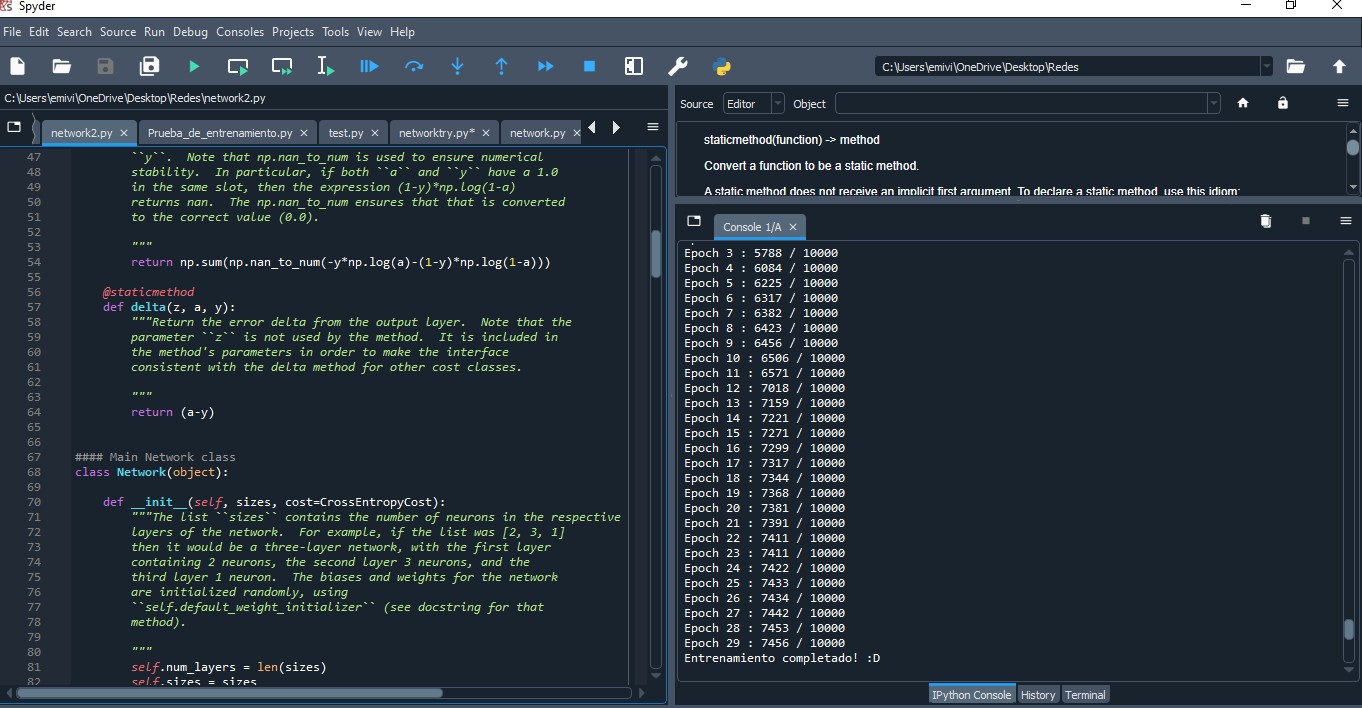 Spyder
File Edit Search Source Run Debug Consoles Projects Tools View Help
C:\Users\emivi\OneDrive\Desktop\Redes
C:\Users\emivi\OneDrive\Desktop\Redes\network2.py
network2.py Prueba_de_entrenamiento.py test.py networktry.py* network.py
47 ``y``. Note that np.nan_to_num is used to ensure numerical
48 stability. In particular, if both ``a`` and ``y`` have a 1.0
49 in the same slot, then the expression (1-y)*np.log(1-a)
50 returns nan. The np.nan_to_num ensures that that is converted
51 to the correct value (0.0).
52
53 """
54 return np.sum(np.nan_to_num(-y*np.log(a)-(1-y)*np.log(1-a)))
55
56 @staticmethod
57 def delta(z, a, y):
58 """Return the error delta from the output layer. Note that the
59 parameter ``z`` is not used by the method. It is included in
60 the method's parameters in order to make the interface
61 consistent with the delta method for other cost classes.
62
63 """
64 return (a-y)
65
66
67 #### Main Network class
68 class Network(object):
69
70 def __init__(self, sizes, cost=CrossEntropyCost):
71 """The list ``sizes`` contains the number of neurons in the respective
72 layers of the network. For example, if the list was [2, 3, 1]
73 then it would be a three-layer network, with the first layer
74 containing 2 neurons, the second layer 3 neurons, and the
75 third layer 1 neuron. The biases and weights for the network
76 are initialized randomly, using
77 ``self.default_weight_initializer`` (see docstring for that
78 method).
79
80 """
81 self.num_layers = len(sizes)
82 self.sizes = sizes
Source Editor Object
staticmethod(function) -> method
Convert a function to be a static method.
A static method does not receive an implicit first argument. To declare a static method, use this idiom:
Console 1/A
Epoch 3 : 5788 / 10000
Epoch 4 : 6084 / 10000
Epoch 5 : 6225 / 10000
Epoch 6 : 6317 / 10000
Epoch 7 : 6382 / 10000
Epoch 8 : 6423 / 10000
Epoch 9 : 6456 / 10000
Epoch 10 : 6506 / 10000
Epoch 11 : 6571 / 10000
Epoch 12 : 7018 / 10000
Epoch 13 : 7159 / 10000
Epoch 14 : 7221 / 10000
Epoch 15 : 7271 / 10000
Epoch 16 : 7299 / 10000
Epoch 17 : 7317 / 10000
Epoch 18 : 7344 / 10000
Epoch 19 : 7368 / 10000
Epoch 20 : 7381 / 10000
Epoch 21 : 7391 / 10000
Epoch 22 : 7411 / 10000
Epoch 23 : 7411 / 10000
Epoch 24 : 7422 / 10000
Epoch 25 : 7433 / 10000
Epoch 26 : 7434 / 10000
Epoch 27 : 7442 / 10000
Epoch 28 : 7453 / 10000
Epoch 29 : 7456 / 10000
Entrenamiento completado! :D
IPython Console History Terminal